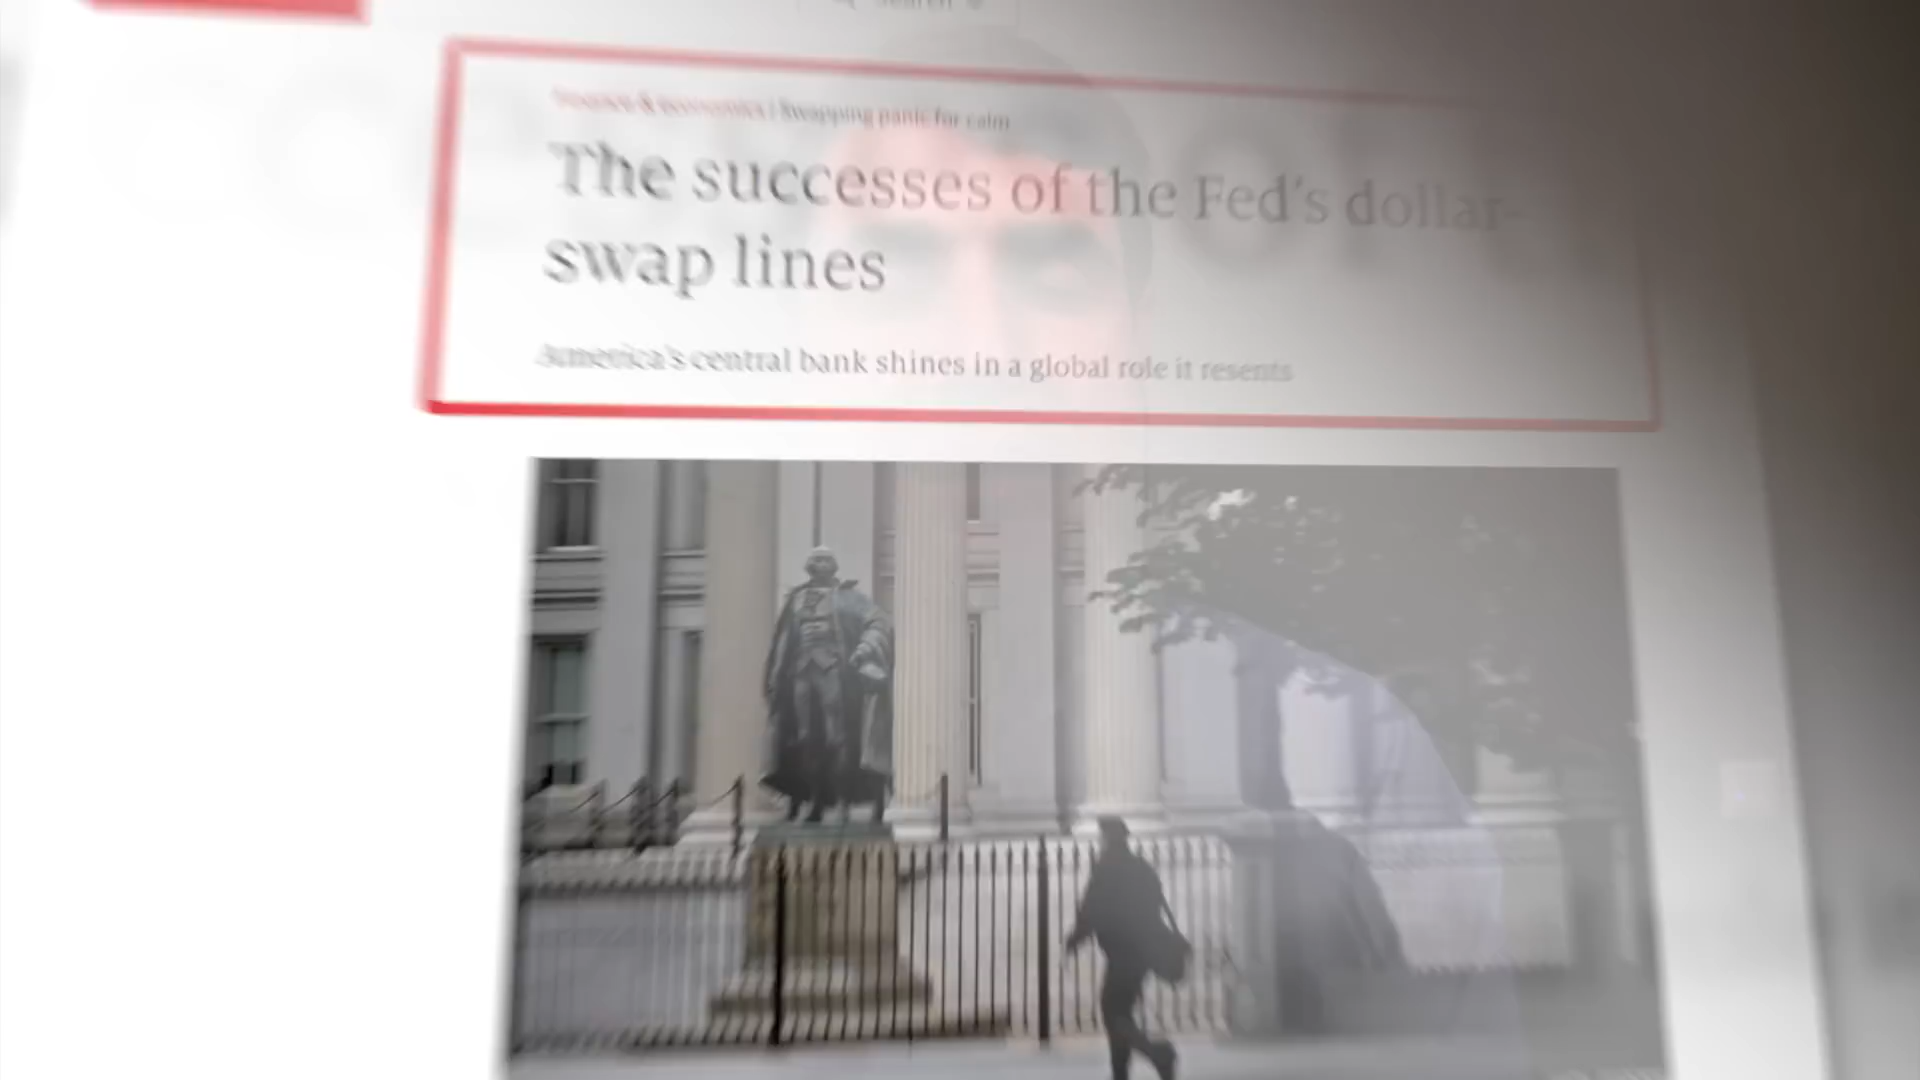 Search
Finance & economics | Swapping panic for calm
The successes of the Fed's dollar-
swap lines
America's central bank shines in a global role it resents